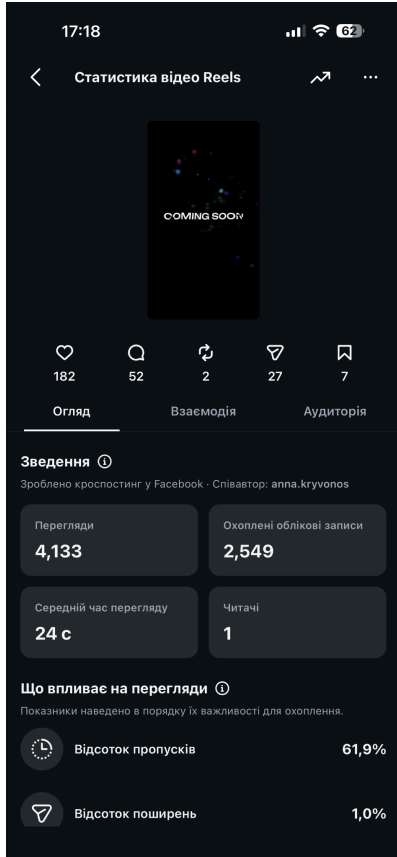 17:18
62
Статистика відео Reels
COMING SOON
182
52
2
27
7
Огляд
Взаємодія
Аудиторія
Зведення
Зроблено кроспостинг у Facebook · Співавтор: anna.kryvonos
Перегляди
4,133
Охоплені облікові записи
2,549
Середній час перегляду
24 с
Читачі
1
Що впливає на перегляди
Показники наведено в порядку їх важливості для охоплення.
Відсоток пропусків
61,9%
Відсоток поширень
1,0%